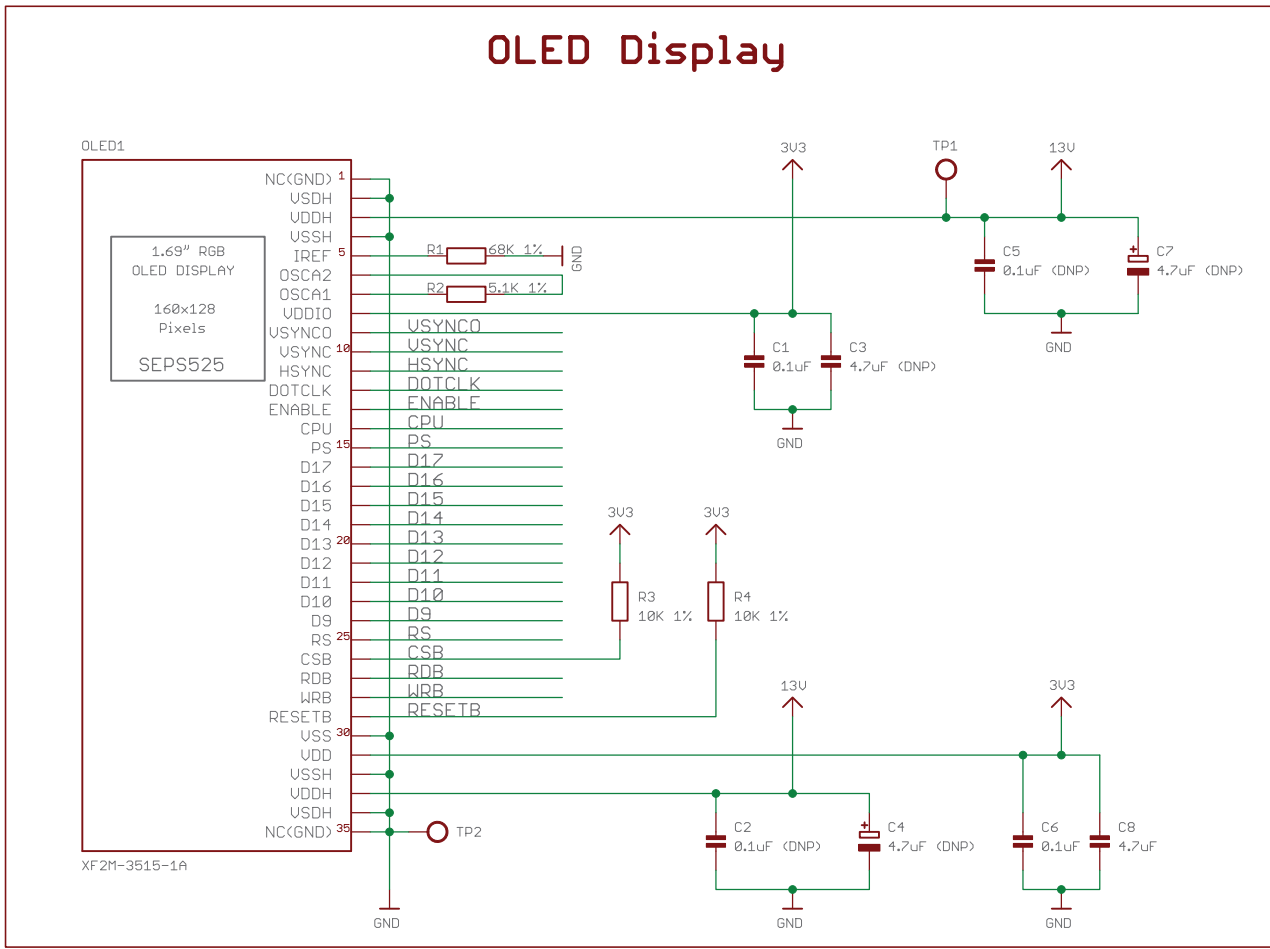 OLED Display
OLED1
NC(GND) 1
VSDH
VDDH
VSSH
IREF 5
OSCA2
OSCA1
VDDIO
VSYNCO
VSYNC 10
HSYNC
DOTCLK
ENABLE
CPU
PS 15
D17
D16
D15
D14
D13 20
D12
D11
D10
D9
RS 25
CSB
RDB
WRB
RESETB
VSS 30
VDD
VSSH
VDDH
VSDH
NC(GND) 35
XF2M-3515-1A
1.69" RGB
OLED DISPLAY
160x128
Pixels
SEPS525
R1 68K 1%
GND
R2 5.1K 1%
VSYNCO
VSYNC
HSYNC
DOTCLK
ENABLE
CPU
PS
D17
D16
D15
D14
D13
D12
D11
D10
D9
RS
CSB
RDB
WRB
RESETB
TP2
GND
3V3
C1
0.1uF
C3
4.7uF (DNP)
GND
TP1
13V
C5
0.1uF (DNP)
+
C7
4.7uF (DNP)
GND
3V3
R3
10K 1%
3V3
R4
10K 1%
13V
C2
0.1uF (DNP)
+
C4
4.7uF (DNP)
GND
3V3
C6
0.1uF
C8
4.7uF
GND